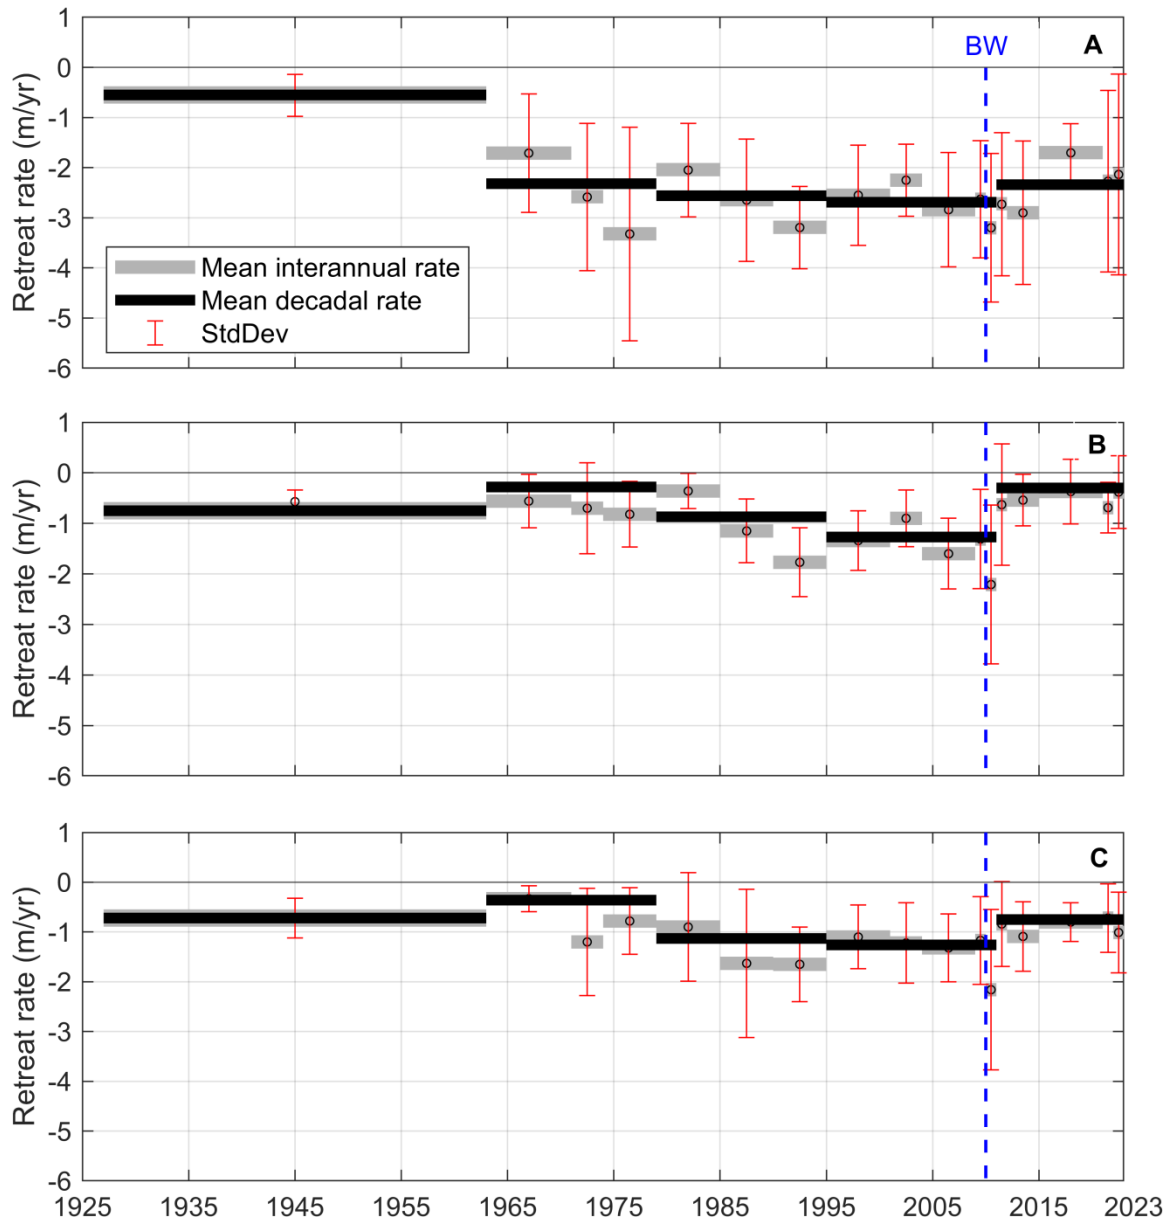 1
0
-1
-2
-3
-4
-5
-6
Retreat rate (m/yr)
BW
A
Mean interannual rate
Mean decadal rate
StdDev
1
0
-1
-2
-3
-4
-5
-6
Retreat rate (m/yr)
B
1
0
-1
-2
-3
-4
-5
-6
Retreat rate (m/yr)
C
1925 1935 1945 1955 1965 1975 1985 1995 2005 2015 2023